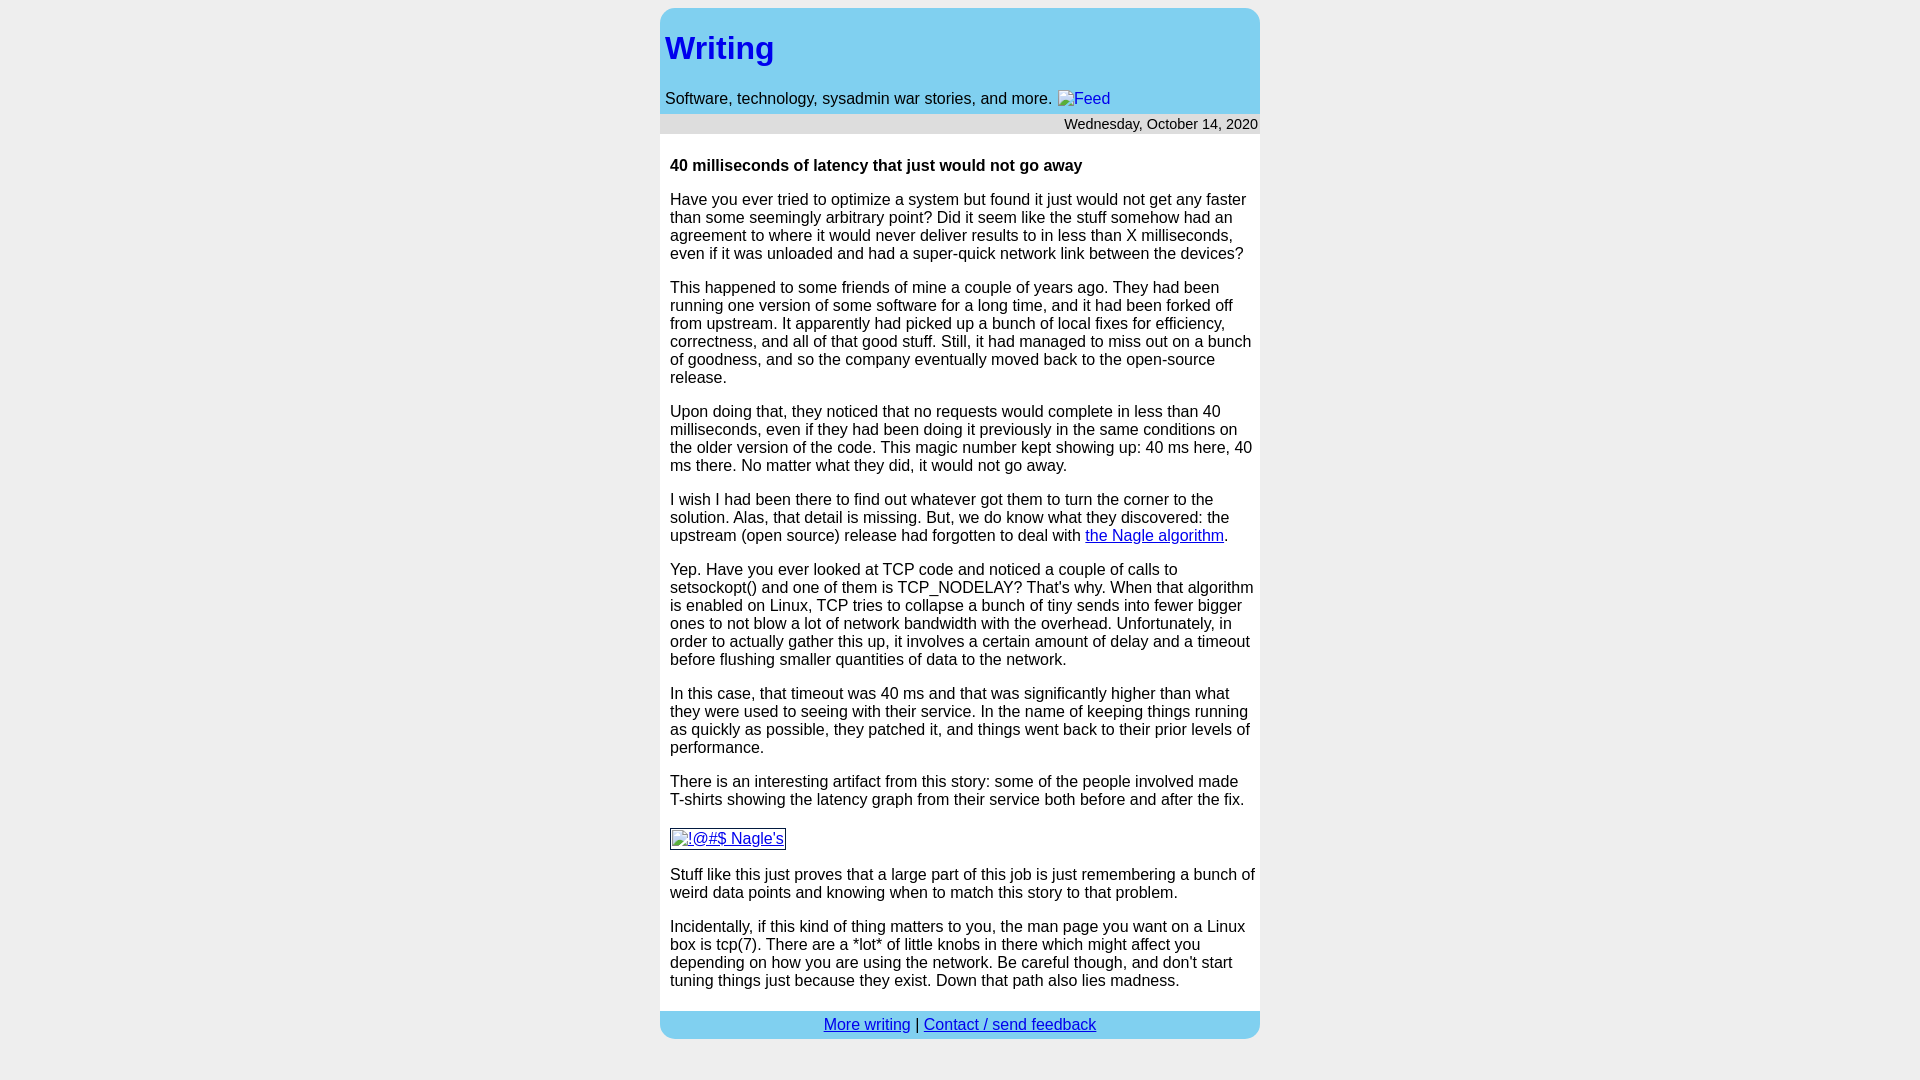 Writing
Software, technology, sysadmin war stories, and more. Feed
Wednesday, October 14, 2020
40 milliseconds of latency that just would not go away
Have you ever tried to optimize a system but found it just would not get any faster
than some seemingly arbitrary point? Did it seem like the stuff somehow had an
agreement to where it would never deliver results to in less than X milliseconds,
even if it was unloaded and had a super-quick network link between the devices?
This happened to some friends of mine a couple of years ago. They had been
running one version of some software for a long time, and it had been forked off
from upstream. It apparently had picked up a bunch of local fixes for efficiency,
correctness, and all of that good stuff. Still, it had managed to miss out on a bunch
of goodness, and so the company eventually moved back to the open-source
release.
Upon doing that, they noticed that no requests would complete in less than 40
milliseconds, even if they had been doing it previously in the same conditions on
the older version of the code. This magic number kept showing up: 40 ms here, 40
ms there. No matter what they did, it would not go away.
I wish I had been there to find out whatever got them to turn the corner to the
solution. Alas, that detail is missing. But, we do know what they discovered: the
upstream (open source) release had forgotten to deal with the Nagle algorithm.
Yep. Have you ever looked at TCP code and noticed a couple of calls to
setsockopt() and one of them is TCP_NODELAY? That's why. When that algorithm
is enabled on Linux, TCP tries to collapse a bunch of tiny sends into fewer bigger
ones to not blow a lot of network bandwidth with the overhead. Unfortunately, in
order to actually gather this up, it involves a certain amount of delay and a timeout
before flushing smaller quantities of data to the network.
In this case, that timeout was 40 ms and that was significantly higher than what
they were used to seeing with their service. In the name of keeping things running
as quickly as possible, they patched it, and things went back to their prior levels of
performance.
There is an interesting artifact from this story: some of the people involved made
T-shirts showing the latency graph from their service both before and after the fix.
!@#$ Nagle's
Stuff like this just proves that a large part of this job is just remembering a bunch of
weird data points and knowing when to match this story to that problem.
Incidentally, if this kind of thing matters to you, the man page you want on a Linux
box is tcp(7). There are a *lot* of little knobs in there which might affect you
depending on how you are using the network. Be careful though, and don't start
tuning things just because they exist. Down that path also lies madness.
More writing | Contact / send feedback